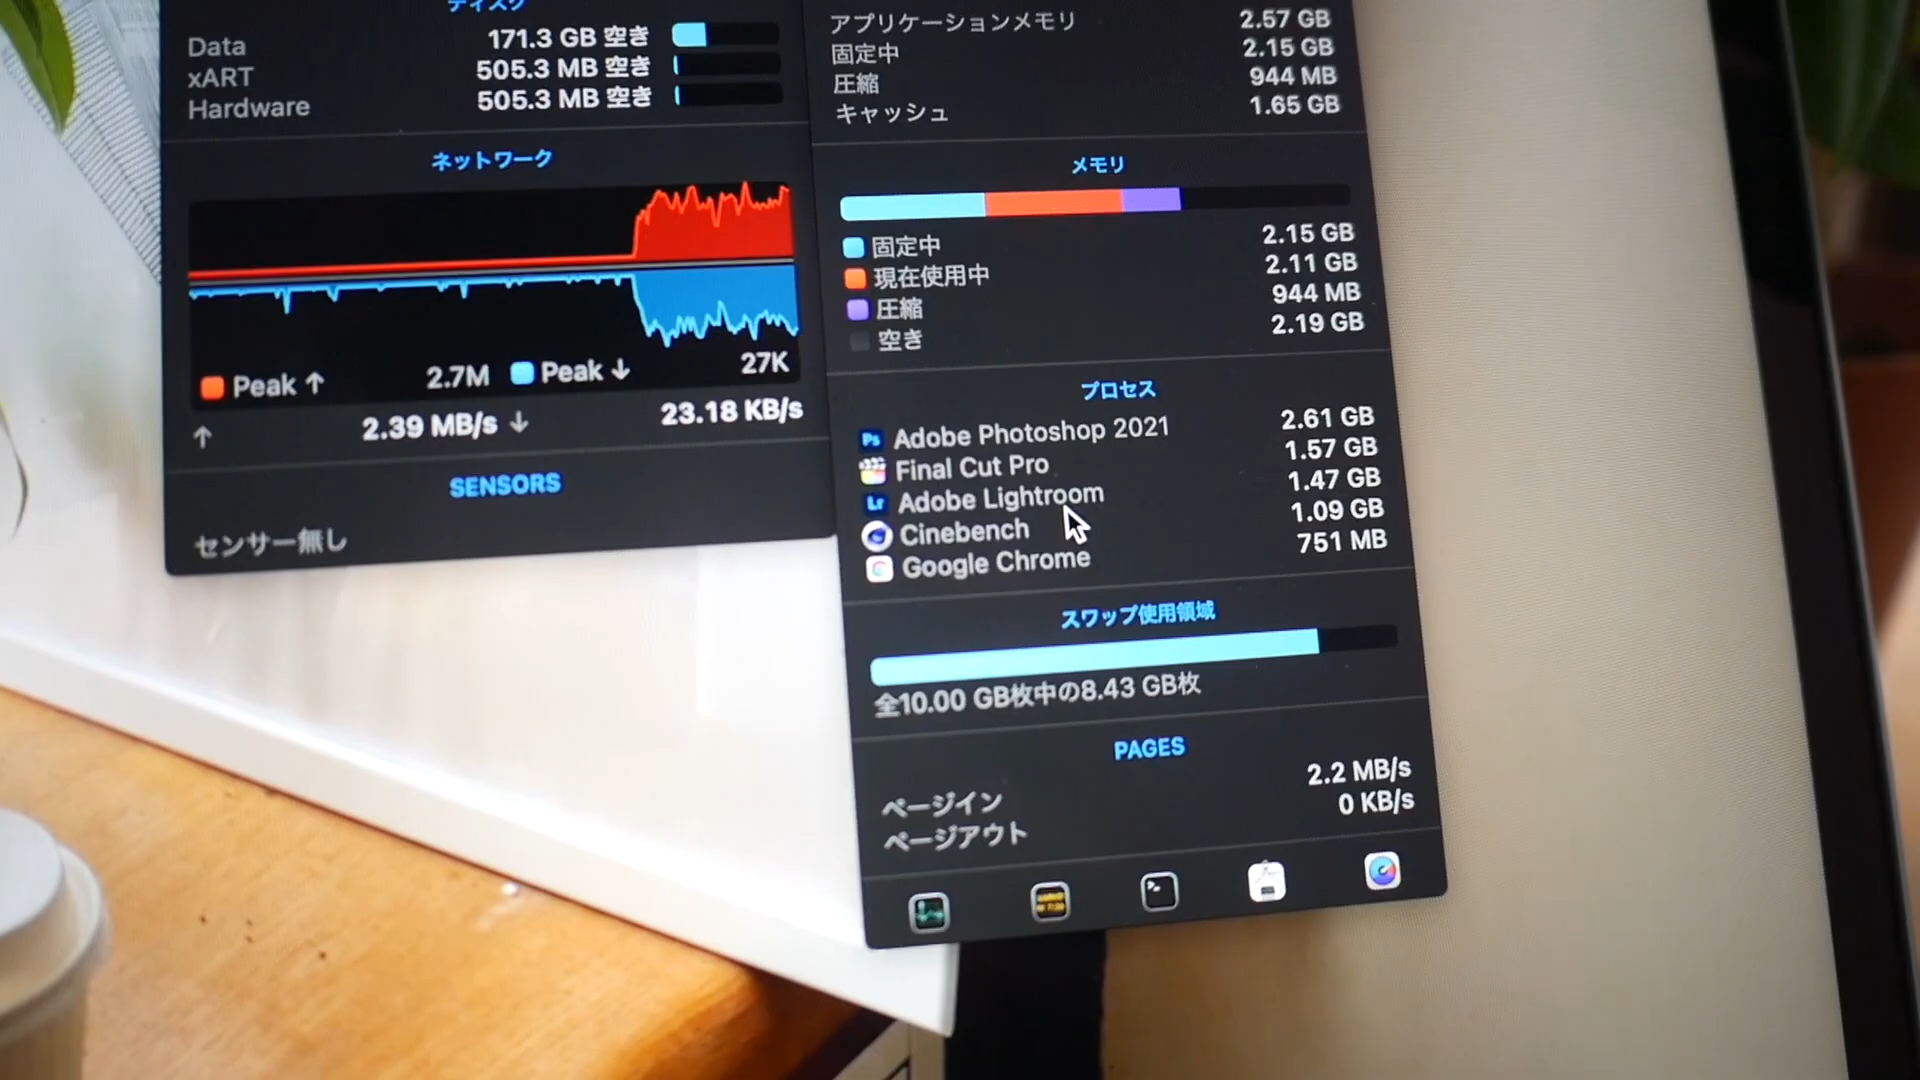 ディスク
Data 171.3 GB 空き
xART 505.3 MB 空き
Hardware 505.3 MB 空き
ネットワーク
Peak ↑ 2.7M Peak ↓ 27K
↑ 2.39 MB/s ↓ 23.18 KB/s
SENSORS
センサー無し
アプリケーションメモリ 2.57 GB
固定中 2.15 GB
圧縮 944 MB
キャッシュ 1.65 GB
メモリ
固定中 2.15 GB
現在使用中 2.11 GB
圧縮 944 MB
空き 2.19 GB
プロセス
Ps Adobe Photoshop 2021 2.61 GB
Final Cut Pro 1.57 GB
Lr Adobe Lightroom 1.47 GB
Cinebench 1.09 GB
Google Chrome 751 MB
スワップ使用領域
全10.00 GB枚中の8.43 GB枚
PAGES
ページイン 2.2 MB/s
ページアウト 0 KB/s